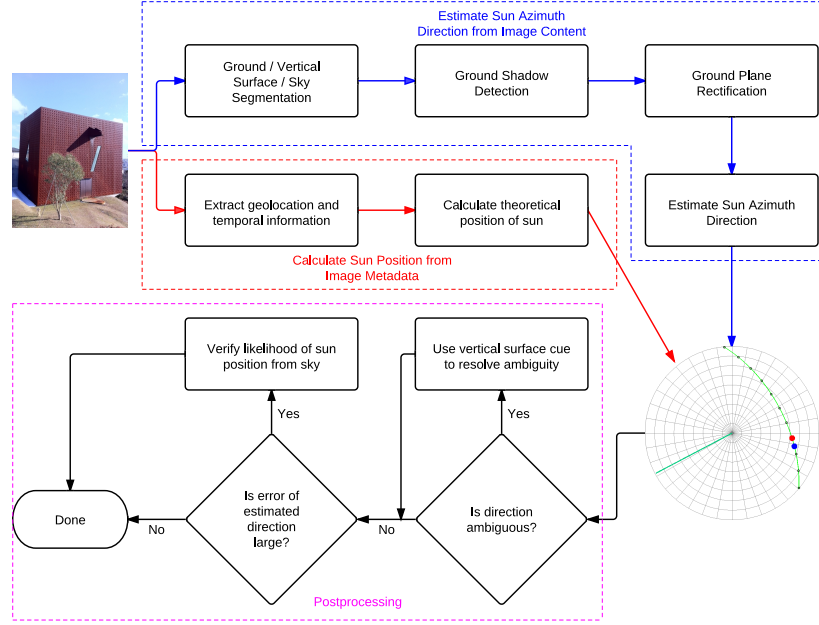 Estimate Sun Azimuth
Direction from Image Content
Ground / Vertical
Surface / Sky
Segmentation
Ground Shadow
Detection
Ground Plane
Rectification
Extract geolocation and
temporal information
Calculate theoretical
position of sun
Estimate Sun Azimuth
Direction
Calculate Sun Position from
Image Metadata
Verify likelihood of sun
position from sky
Use vertical surface cue
to resolve ambiguity
Yes
Yes
Done
No
Is error of
estimated
direction
large?
No
Is direction
ambiguous?
Postprocessing